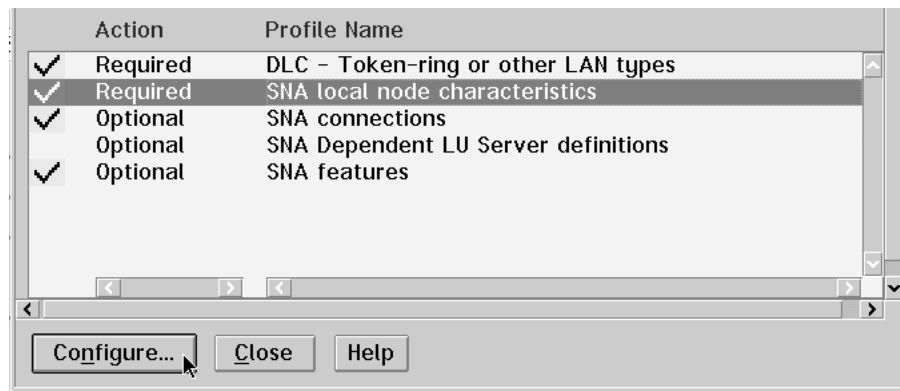 Action Profile Name
Required DLC - Token-ring or other LAN types
Required SNA local node characteristics
Optional SNA connections
Optional SNA Dependent LU Server definitions
Optional SNA features
Configure... Close Help